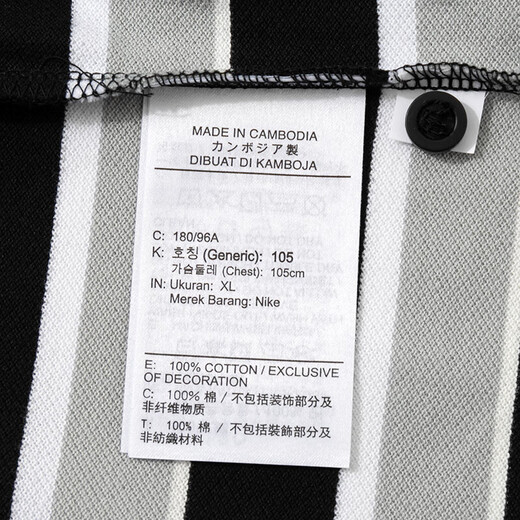 MADE IN CAMBODIA
カンボジア製
DIBUAT DI KAMBOJA
C: 180/96A
K: 호칭 (Generic): 105
가슴둘레 (Chest): 105cm
IN: Ukuran: XL
Merek Barang: Nike
E: 100% COTTON / EXCLUSIVE
OF DECORATION
C: 100% 棉 / 不包括装饰部分及
非纤维物质
T: 100% 棉 / 不包括裝飾部分及
非紡織材料